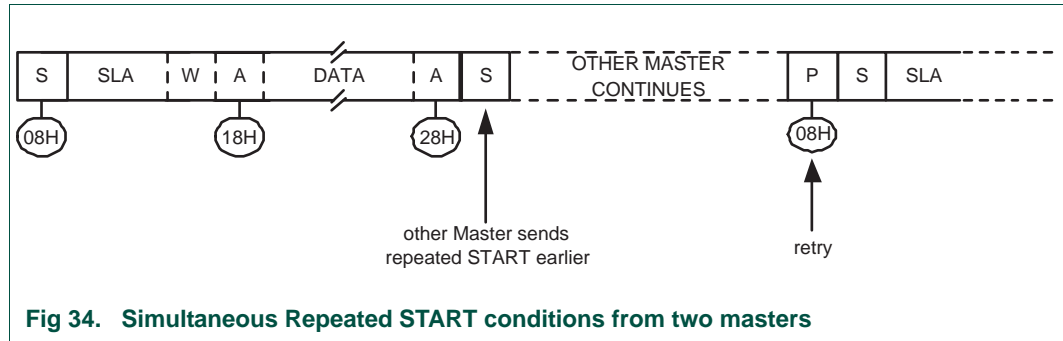 S SLA W A DATA A S OTHER MASTER CONTINUES P S SLA
08H 18H 28H 08H
other Master sends
repeated START earlier
retry
Fig 34. Simultaneous Repeated START conditions from two masters